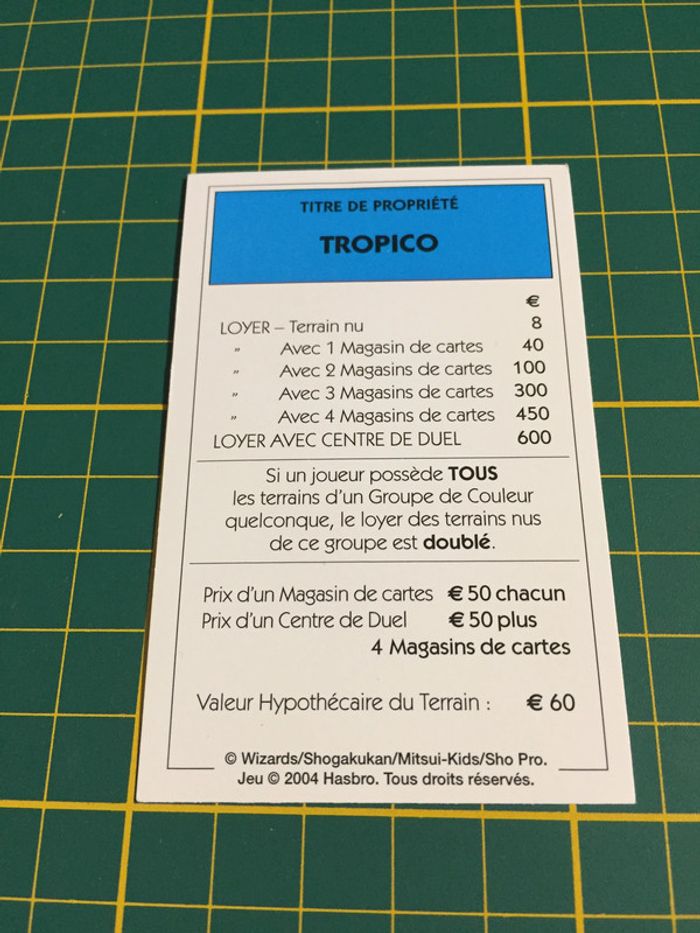 TITRE DE PROPRIÉTÉ
TROPICO
€
LOYER – Terrain nu 8
" Avec 1 Magasin de cartes 40
" Avec 2 Magasins de cartes 100
" Avec 3 Magasins de cartes 300
" Avec 4 Magasins de cartes 450
LOYER AVEC CENTRE DE DUEL 600
Si un joueur possède TOUS
les terrains d'un Groupe de Couleur
quelconque, le loyer des terrains nus
de ce groupe est doublé.
Prix d'un Magasin de cartes € 50 chacun
Prix d'un Centre de Duel € 50 plus
4 Magasins de cartes
Valeur Hypothécaire du Terrain : € 60
© Wizards/Shogakukan/Mitsui-Kids/Sho Pro.
Jeu © 2004 Hasbro. Tous droits réservés.